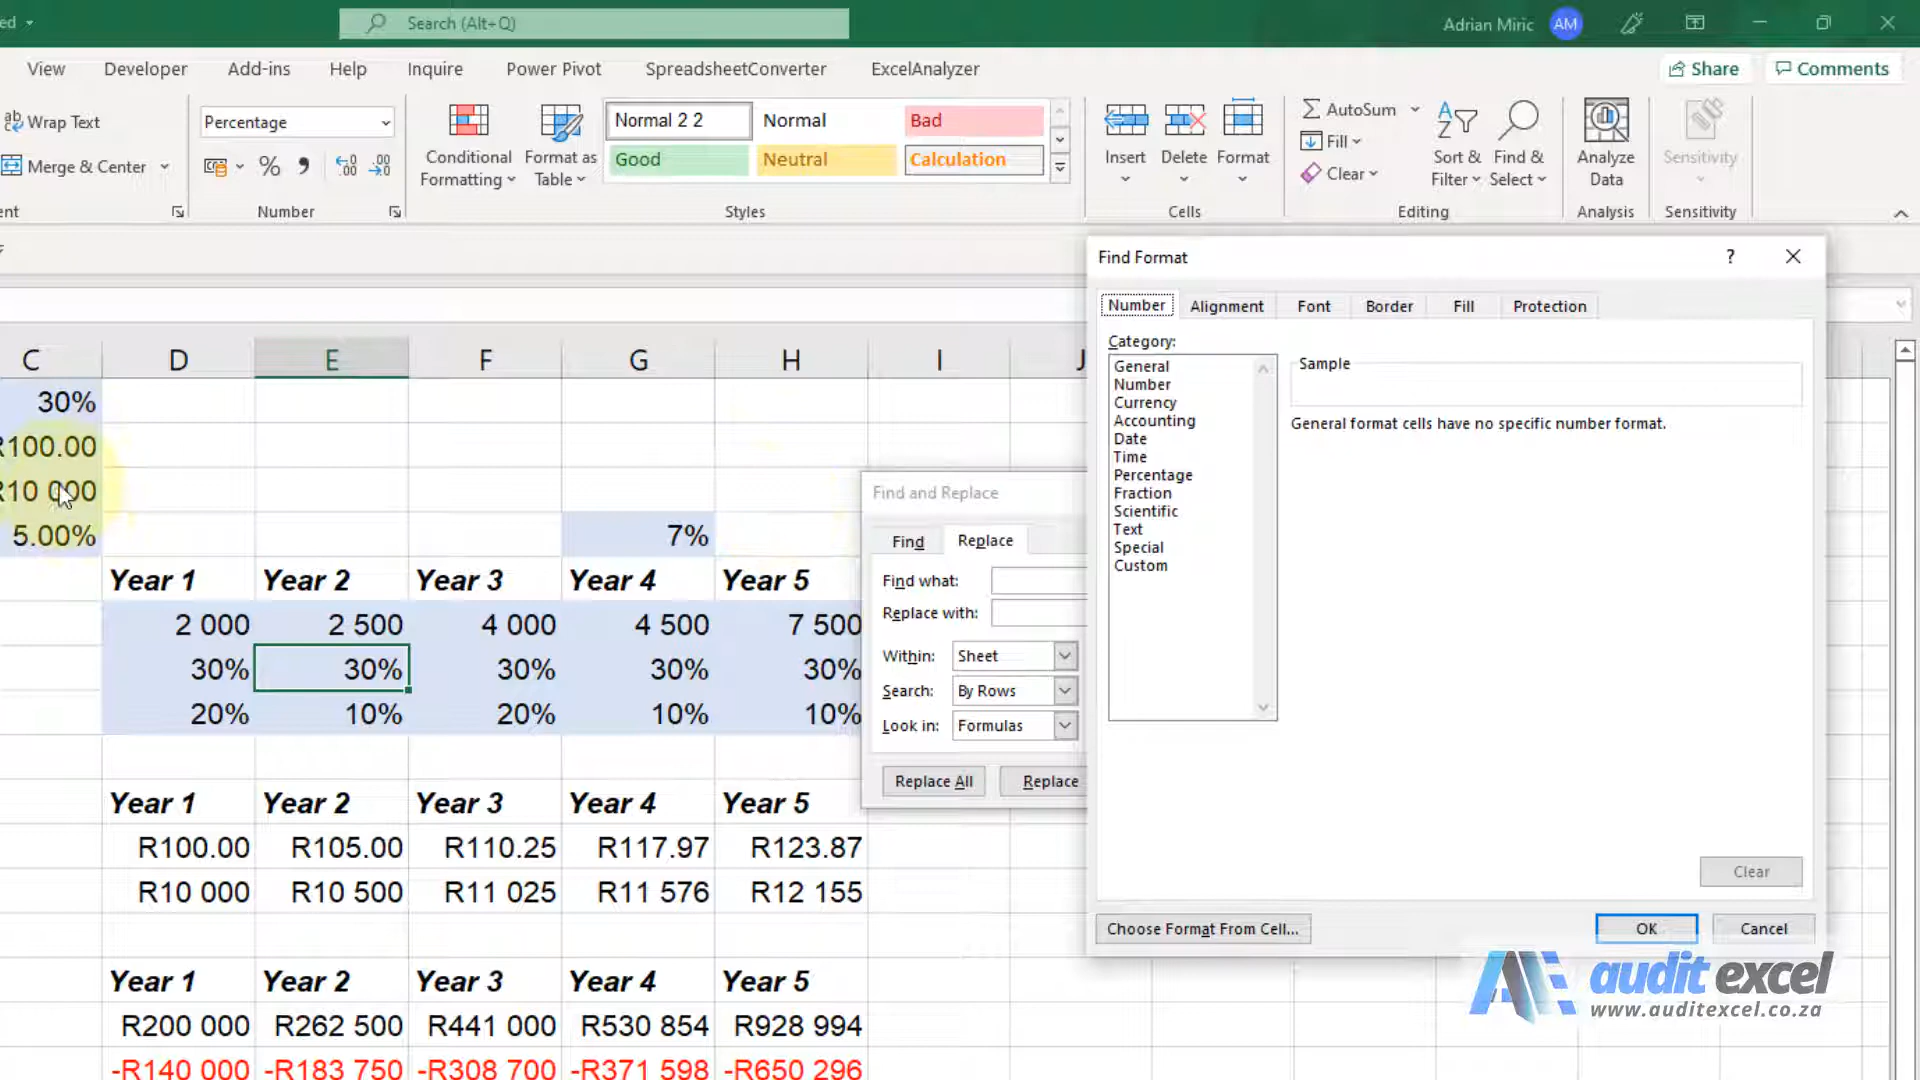 ed
Search (Alt+Q)
Adrian Miric
AM
View Developer Add-ins Help Inquire Power Pivot SpreadsheetConverter ExcelAnalyzer
Share
Comments
ab Wrap Text
Percentage
Normal 2 2
Normal
Bad
Good
Neutral
Calculation
Merge & Center
Conditional
Formatting
Format as
Table
Insert
Delete
Format
AutoSum
Fill
Clear
Sort &
Filter
Find &
Select
Analyze
Data
Sensitivity
nt
Number
Styles
Cells
Editing
Analysis
Sensitivity
C D E F G H I J
30%
R100.00
R10 000
5.00%
7%
Year 1 Year 2 Year 3 Year 4 Year 5
2 000 2 500 4 000 4 500 7 500
30% 30% 30% 30% 30%
20% 10% 20% 10% 10%
Year 1 Year 2 Year 3 Year 4 Year 5
R100.00 R105.00 R110.25 R117.97 R123.87
R10 000 R10 500 R11 025 R11 576 R12 155
Year 1 Year 2 Year 3 Year 4 Year 5
R200 000 R262 500 R441 000 R530 854 R928 994
-R140 000 -R183 750 -R308 700 -R371 598 -R650 296
Find and Replace
Find Replace
Find what:
Replace with:
Within: Sheet
Search: By Rows
Look in: Formulas
Replace All Replace
Find Format
?
Number Alignment Font Border Fill Protection
Category:
General
Number
Currency
Accounting
Date
Time
Percentage
Fraction
Scientific
Text
Special
Custom
Sample
General format cells have no specific number format.
Clear
Choose Format From Cell...
OK
Cancel
audit excel
www.auditexcel.co.za